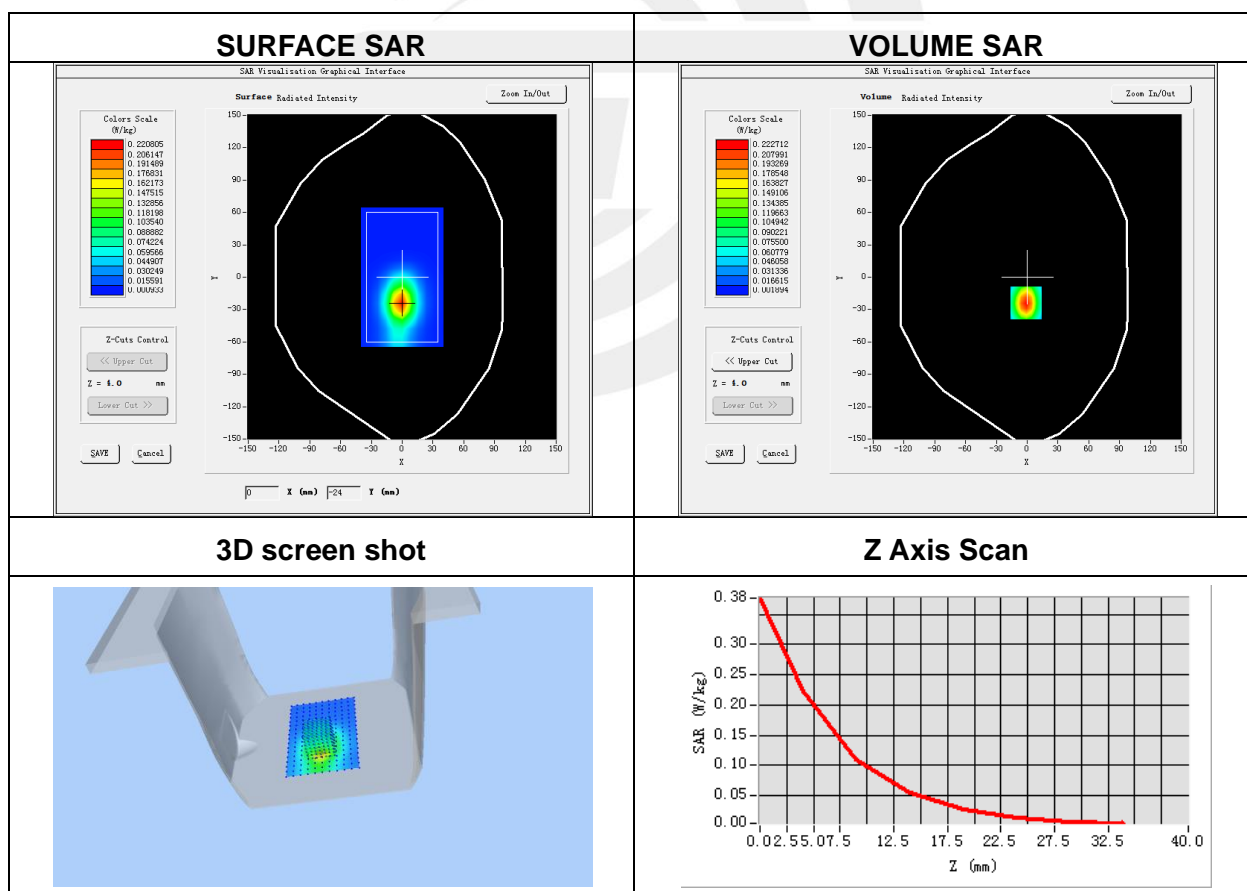 SURFACE SAR
SAR Visualisation Graphical Interface
Surface Radiated Intensity
Zoom In/Out
Colors Scale
(W/kg)
0.220805
0.206147
0.191489
0.176831
0.162173
0.147515
0.132856
0.118198
0.103540
0.088882
0.074224
0.059566
0.044907
0.030249
0.015591
0.000933
150
120
90
60
30
0
-30
-60
-90
-120
-150
Y
-150 -120 -90 -60 -30 0 30 60 90 120 150
X
Z-Cuts Control
<< Upper Cut
Z = 4.0 mm
Lower Cut >>
SAVE Cancel
0 X (mm) -24 Y (mm)
VOLUME SAR
SAR Visualisation Graphical Interface
Volume Radiated Intensity
Zoom In/Out
Colors Scale
(W/kg)
0.222712
0.207991
0.193269
0.178548
0.163827
0.149106
0.134385
0.119663
0.104942
0.090221
0.075500
0.060779
0.046058
0.031336
0.016615
0.001894
150
120
90
60
30
0
-30
-60
-90
-120
-150
Y
-150 -120 -90 -60 -30 0 30 60 90 120 150
X
Z-Cuts Control
<< Upper Cut
Z = 4.0 mm
Lower Cut >>
SAVE Cancel
3D screen shot
Z Axis Scan
0.38
0.30
0.25
0.20
0.15
0.10
0.05
0.00
SAR (W/kg)
0.0 2.5 5.0 7.5 12.5 17.5 22.5 27.5 32.5 40.0
Z (mm)